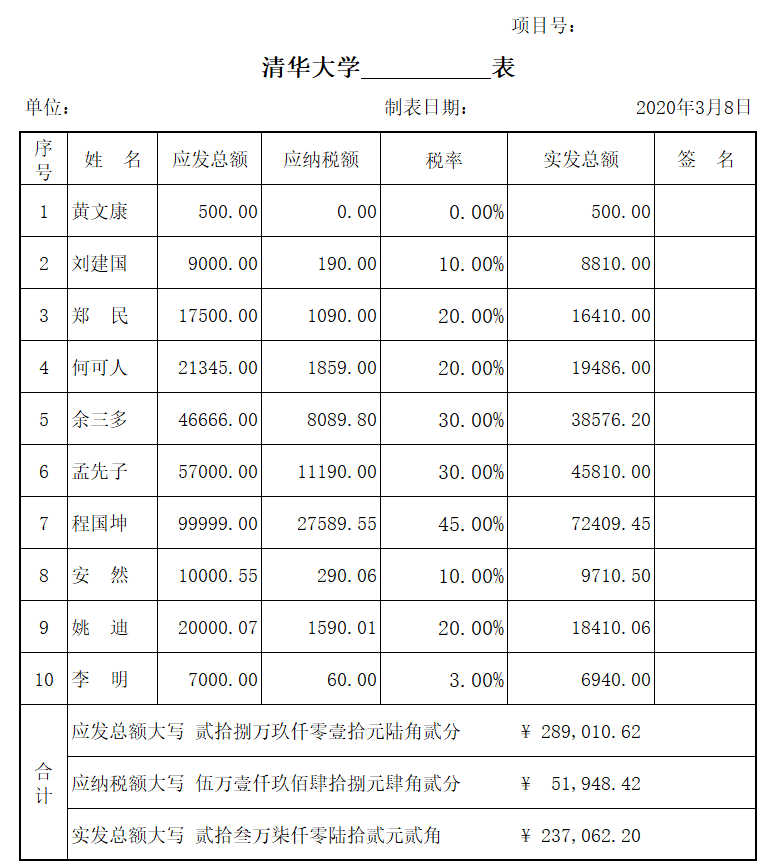 项目号：
清华大学__________表
单位： 制表日期： 2020年3月8日
序号 姓 名 应发总额 应纳税额 税率 实发总额 签 名
1 黄文康 500.00 0.00 0.00% 500.00
2 刘建国 9000.00 190.00 10.00% 8810.00
3 郑 民 17500.00 1090.00 20.00% 16410.00
4 何可人 21345.00 1859.00 20.00% 19486.00
5 余三多 46666.00 8089.80 30.00% 38576.20
6 孟先子 57000.00 11190.00 30.00% 45810.00
7 程国坤 99999.00 27589.55 45.00% 72409.45
8 安 然 10000.55 290.06 10.00% 9710.50
9 姚 迪 20000.07 1590.01 20.00% 18410.06
10 李 明 7000.00 60.00 3.00% 6940.00
合计
应发总额大写 贰拾捌万玖仟零壹拾元陆角贰分 ¥ 289,010.62
应纳税额大写 伍万壹仟玖佰肆拾捌元肆角贰分 ¥ 51,948.42
实发总额大写 贰拾叁万柒仟零陆拾贰元贰角 ¥ 237,062.20